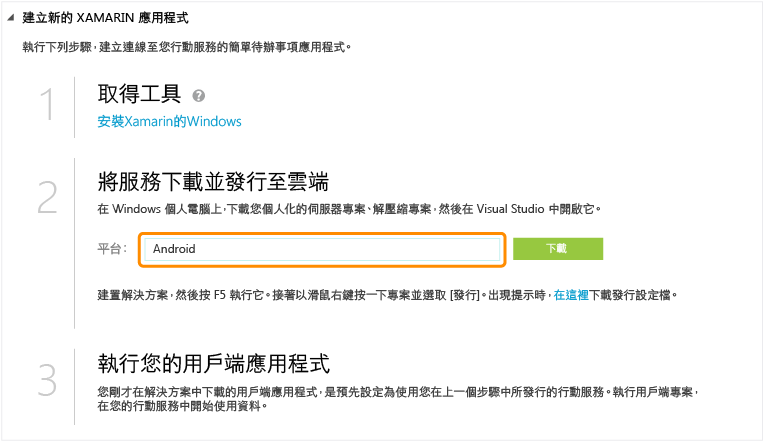 建立新的 XAMARIN 應用程式
執行下列步驟，建立連線至您行動服務的簡單待辦事項應用程式。
1
取得工具 ?
安裝Xamarin的Windows
2
將服務下載並發行至雲端
在 Windows 個人電腦上，下載您個人化的伺服器專案、解壓縮專案，然後在 Visual Studio 中開啟它。
平台： Android 下載
建置解決方案，然後按 F5 執行它。接著以滑鼠右鍵按一下專案並選取 [發行]。出現提示時，在這裡下載發行設定檔。
3
執行您的用戶端應用程式
您剛才在解決方案中下載的用戶端應用程式，是預先設定為使用您在上一個步驟中所發行的行動服務。執行用戶端專案，
在您的行動服務中開始使用資料。